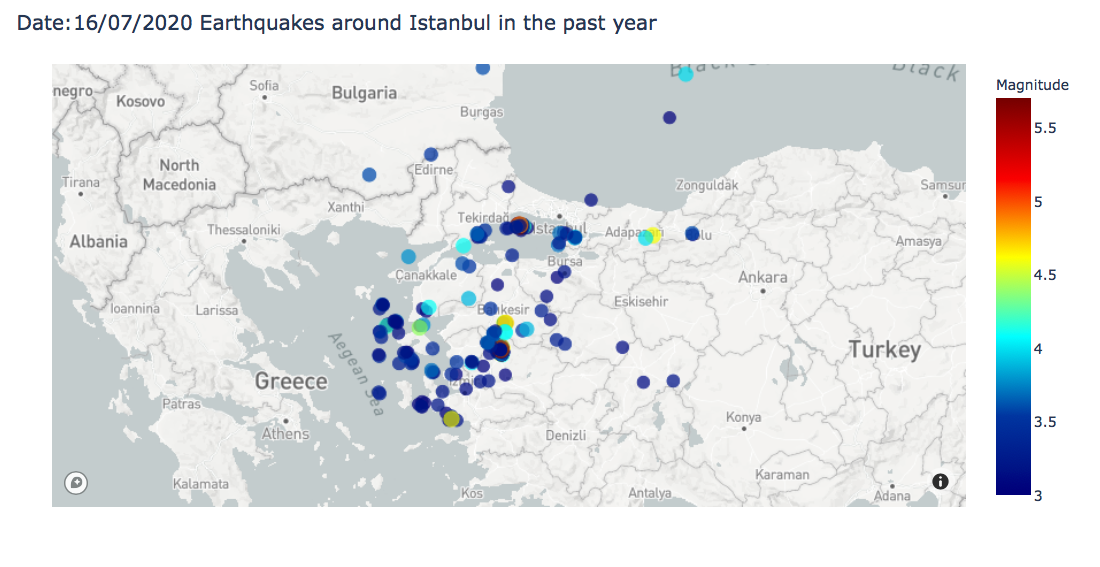 Date:16/07/2020 Earthquakes around Istanbul in the past year
negro
Kosovo
Sofia
Bulgaria
Burgas
Black
Black
Magnitude
5.5
5
4.5
4
3.5
3
North
Macedonia
Tirana
Albania
Edirne
Xanthi
Thessaloniki
Tekirdağ
Istanbul
Zonguldak
Samsun
Adapazarı
olu
Amasya
Bursa
Çanakkale
Ankara
Ioannina
Larissa
Balıkesir
Eskisehir
Aegean Sea
Greece
Turkey
Izmi
Patras
Athens
Denizli
Konya
Kalamata
Kos
Antalya
Karaman
Adana